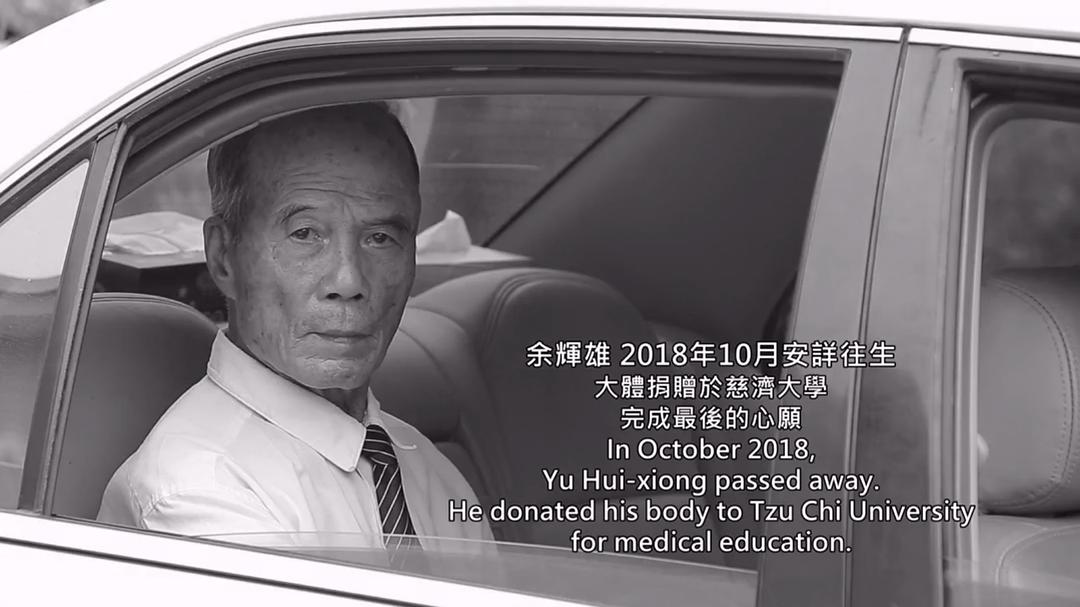 余輝雄 2018年10月安詳往生
大體捐贈於慈濟大學
完成最後的心願
In October 2018,
Yu Hui-xiong passed away.
He donated his body to Tzu Chi University
for medical education.